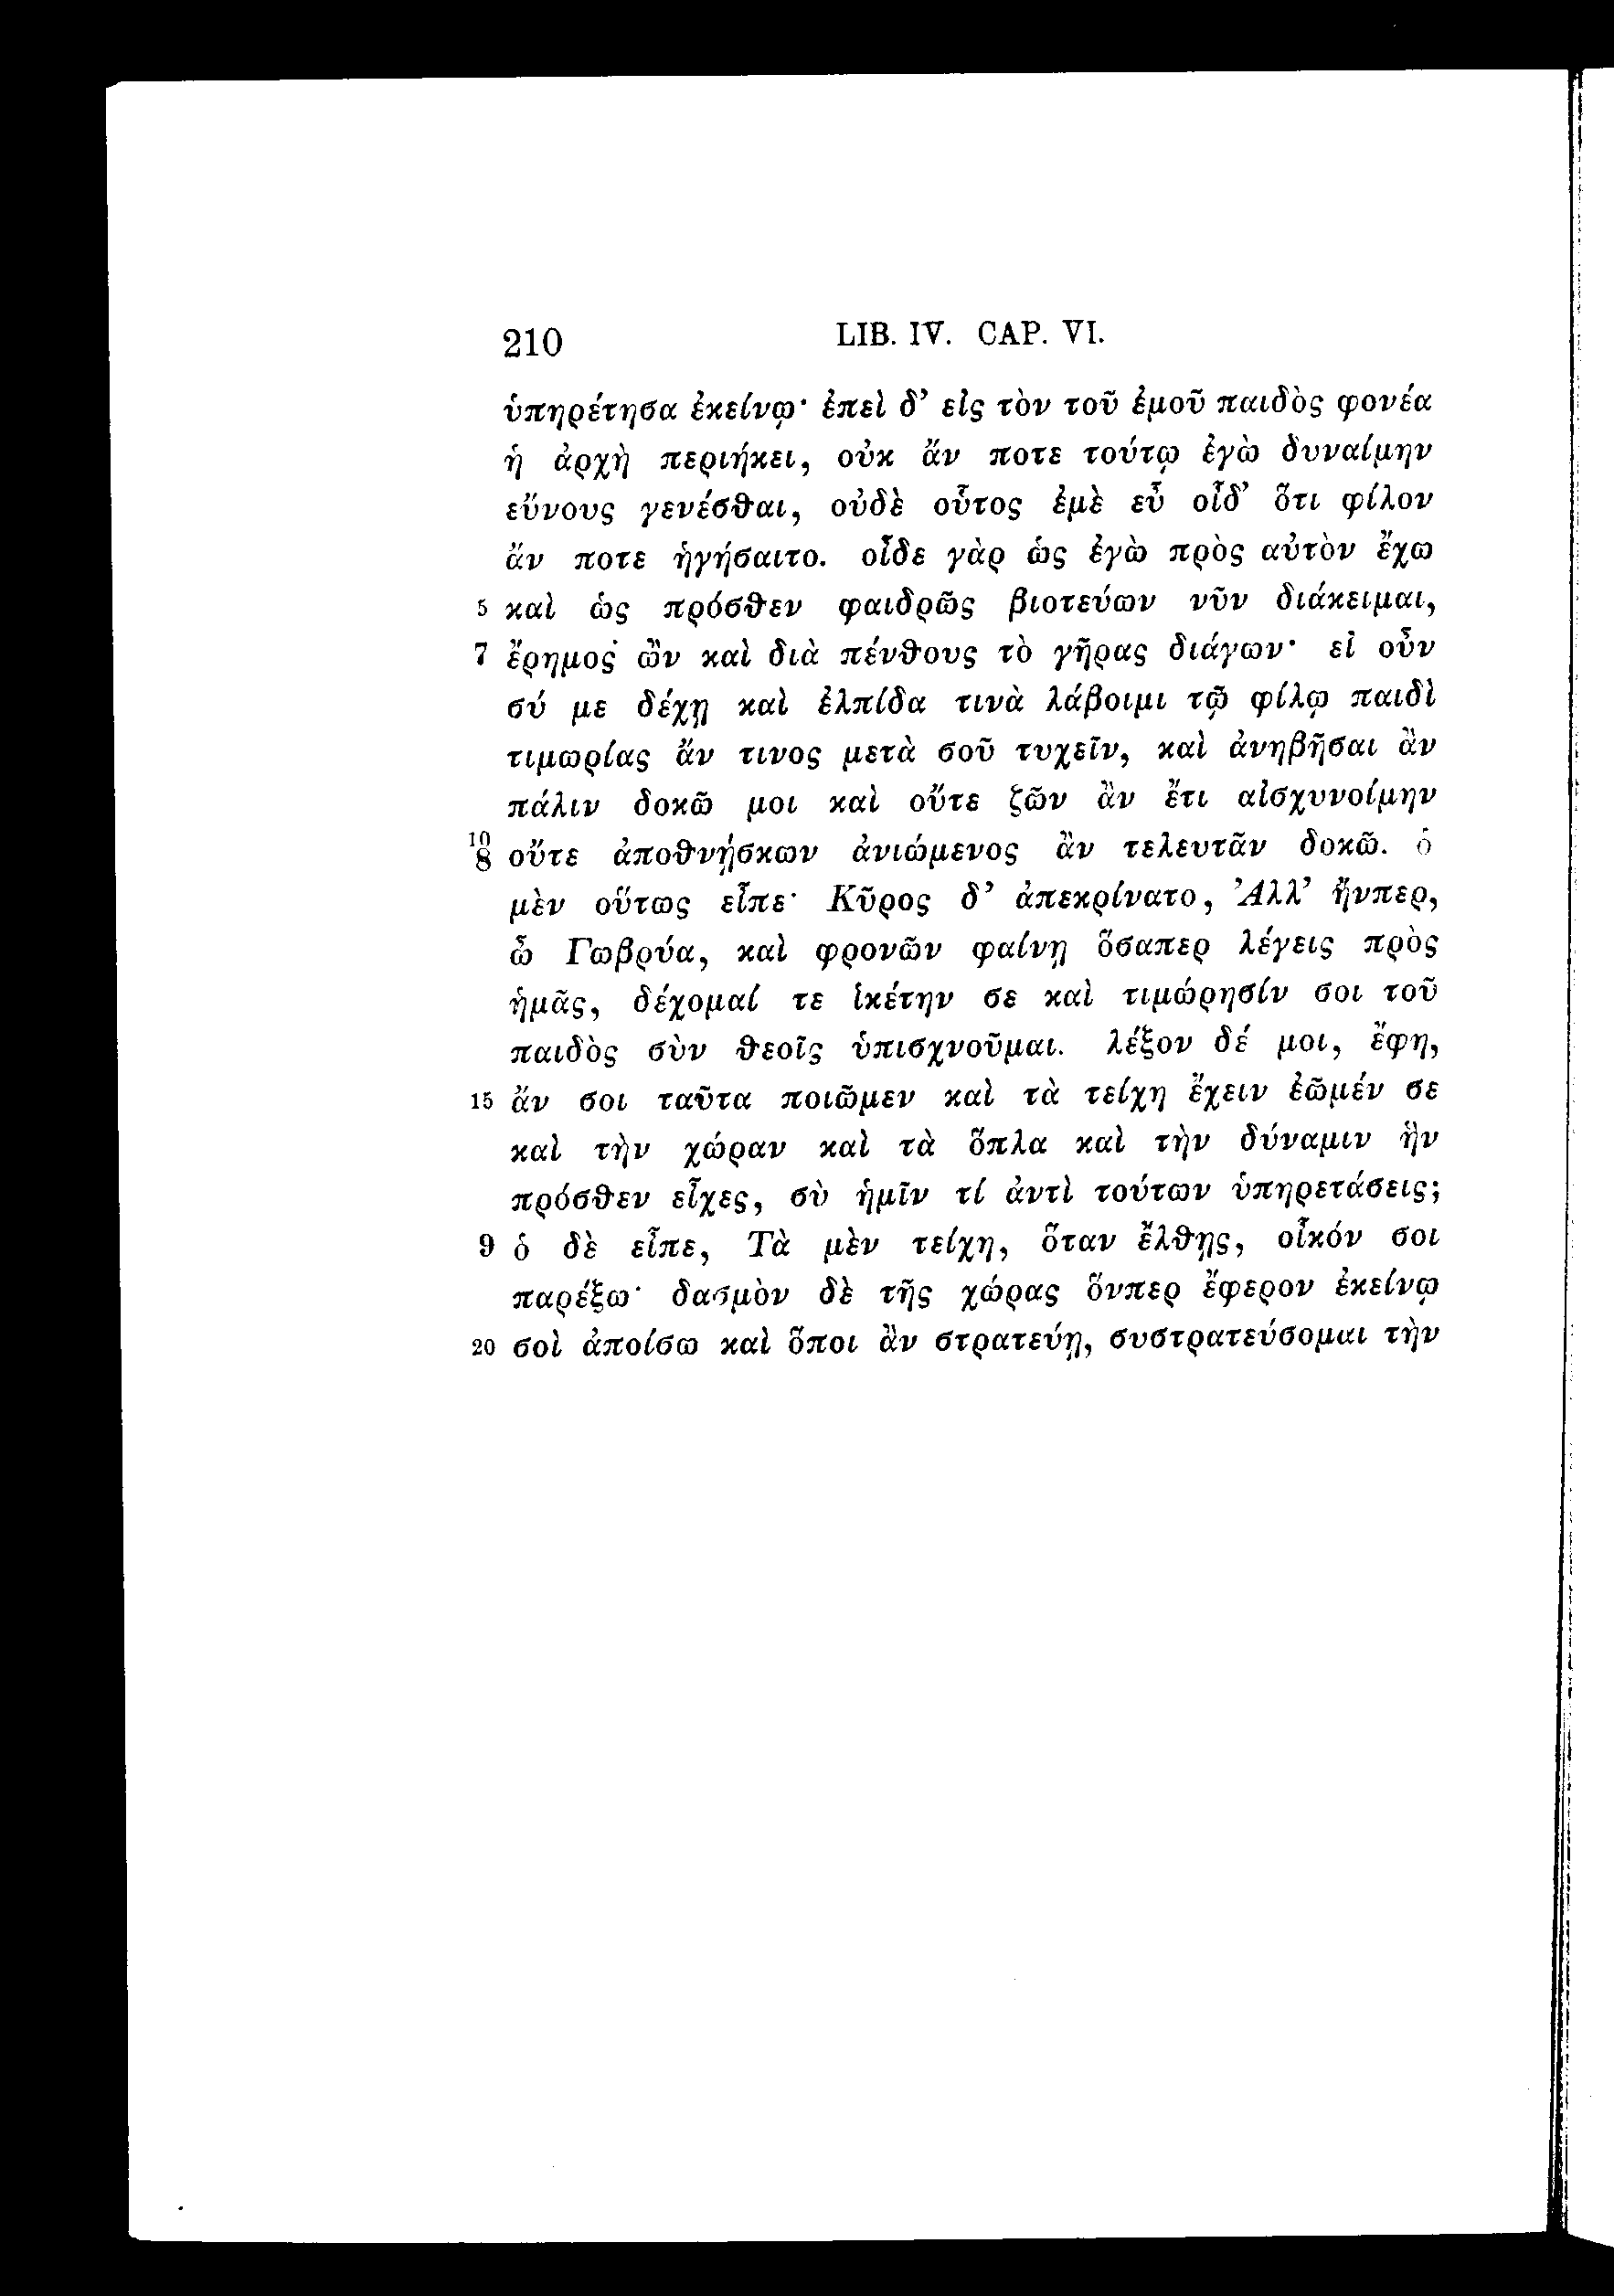 210 LIB. IV. CAP. VI.
ὑπηρέτησα ἐκείνῳ· ἐπεὶ δ’ εἰς τὸν τοῦ ἐμοῦ παιδὸς φονέα
ἡ ἀρχὴ περιήκει, οὐκ ἄν ποτε τούτῳ ἐγὼ δυναίμην
εὔνους γενέσθαι, οὐδὲ οὗτος ἐμὲ εὖ οἶδ’ ὅτι φίλον
ἄν ποτε ἡγήσαιτο. οἶδε γὰρ ὡς ἐγὼ πρὸς αὐτὸν ἔχω
5 καὶ ὡς πρόσθεν φαιδρῶς βιοτεύων νῦν διάκειμαι,
7 ἔρημος ὢν καὶ διὰ πένθους τὸ γῆρας διάγων· εἰ οὖν
σύ με δέχῃ καὶ ἐλπίδα τινὰ λάβοιμι τῷ φίλῳ παιδὶ
τιμωρίας ἄν τινος μετὰ σοῦ τυχεῖν, καὶ ἀνηβῆσαι ἂν
πάλιν δοκῶ μοι καὶ οὔτε ζῶν ἂν ἔτι αἰσχυνοίμην
10 8 οὔτε ἀποθνῄσκων ἀνιώμενος ἂν τελευτᾶν δοκῶ. ὁ
μὲν οὕτως εἶπε· Κῦρος δ’ ἀπεκρίνατο, Ἀλλ’ ἤνπερ,
ὦ Γωβρύα, καὶ φρονῶν φαίνῃ ὅσαπερ λέγεις πρὸς
ἡμᾶς, δέχομαί τε ἱκέτην σε καὶ τιμώρησίν σοι τοῦ
παιδὸς σὺν θεοῖς ὑπισχνοῦμαι. λέξον δέ μοι, ἔφη,
15 ἄν σοι ταῦτα ποιῶμεν καὶ τὰ τείχη ἔχειν ἐῶμέν σε
καὶ τὴν χώραν καὶ τὰ ὅπλα καὶ τὴν δύναμιν ἣν
πρόσθεν εἶχες, σὺ ἡμῖν τί ἀντὶ τούτων ὑπηρετάσεις;
9 ὁ δὲ εἶπε, Τὰ μὲν τείχη, ὅταν ἔλθῃς, οἶκόν σοι
παρέξω· δασμὸν δὲ τῆς χώρας ὅνπερ ἔφερον ἐκείνῳ
20 σοὶ ἀποίσω καὶ ὅποι ἂν στρατεύῃ, συστρατεύσομαι τὴν